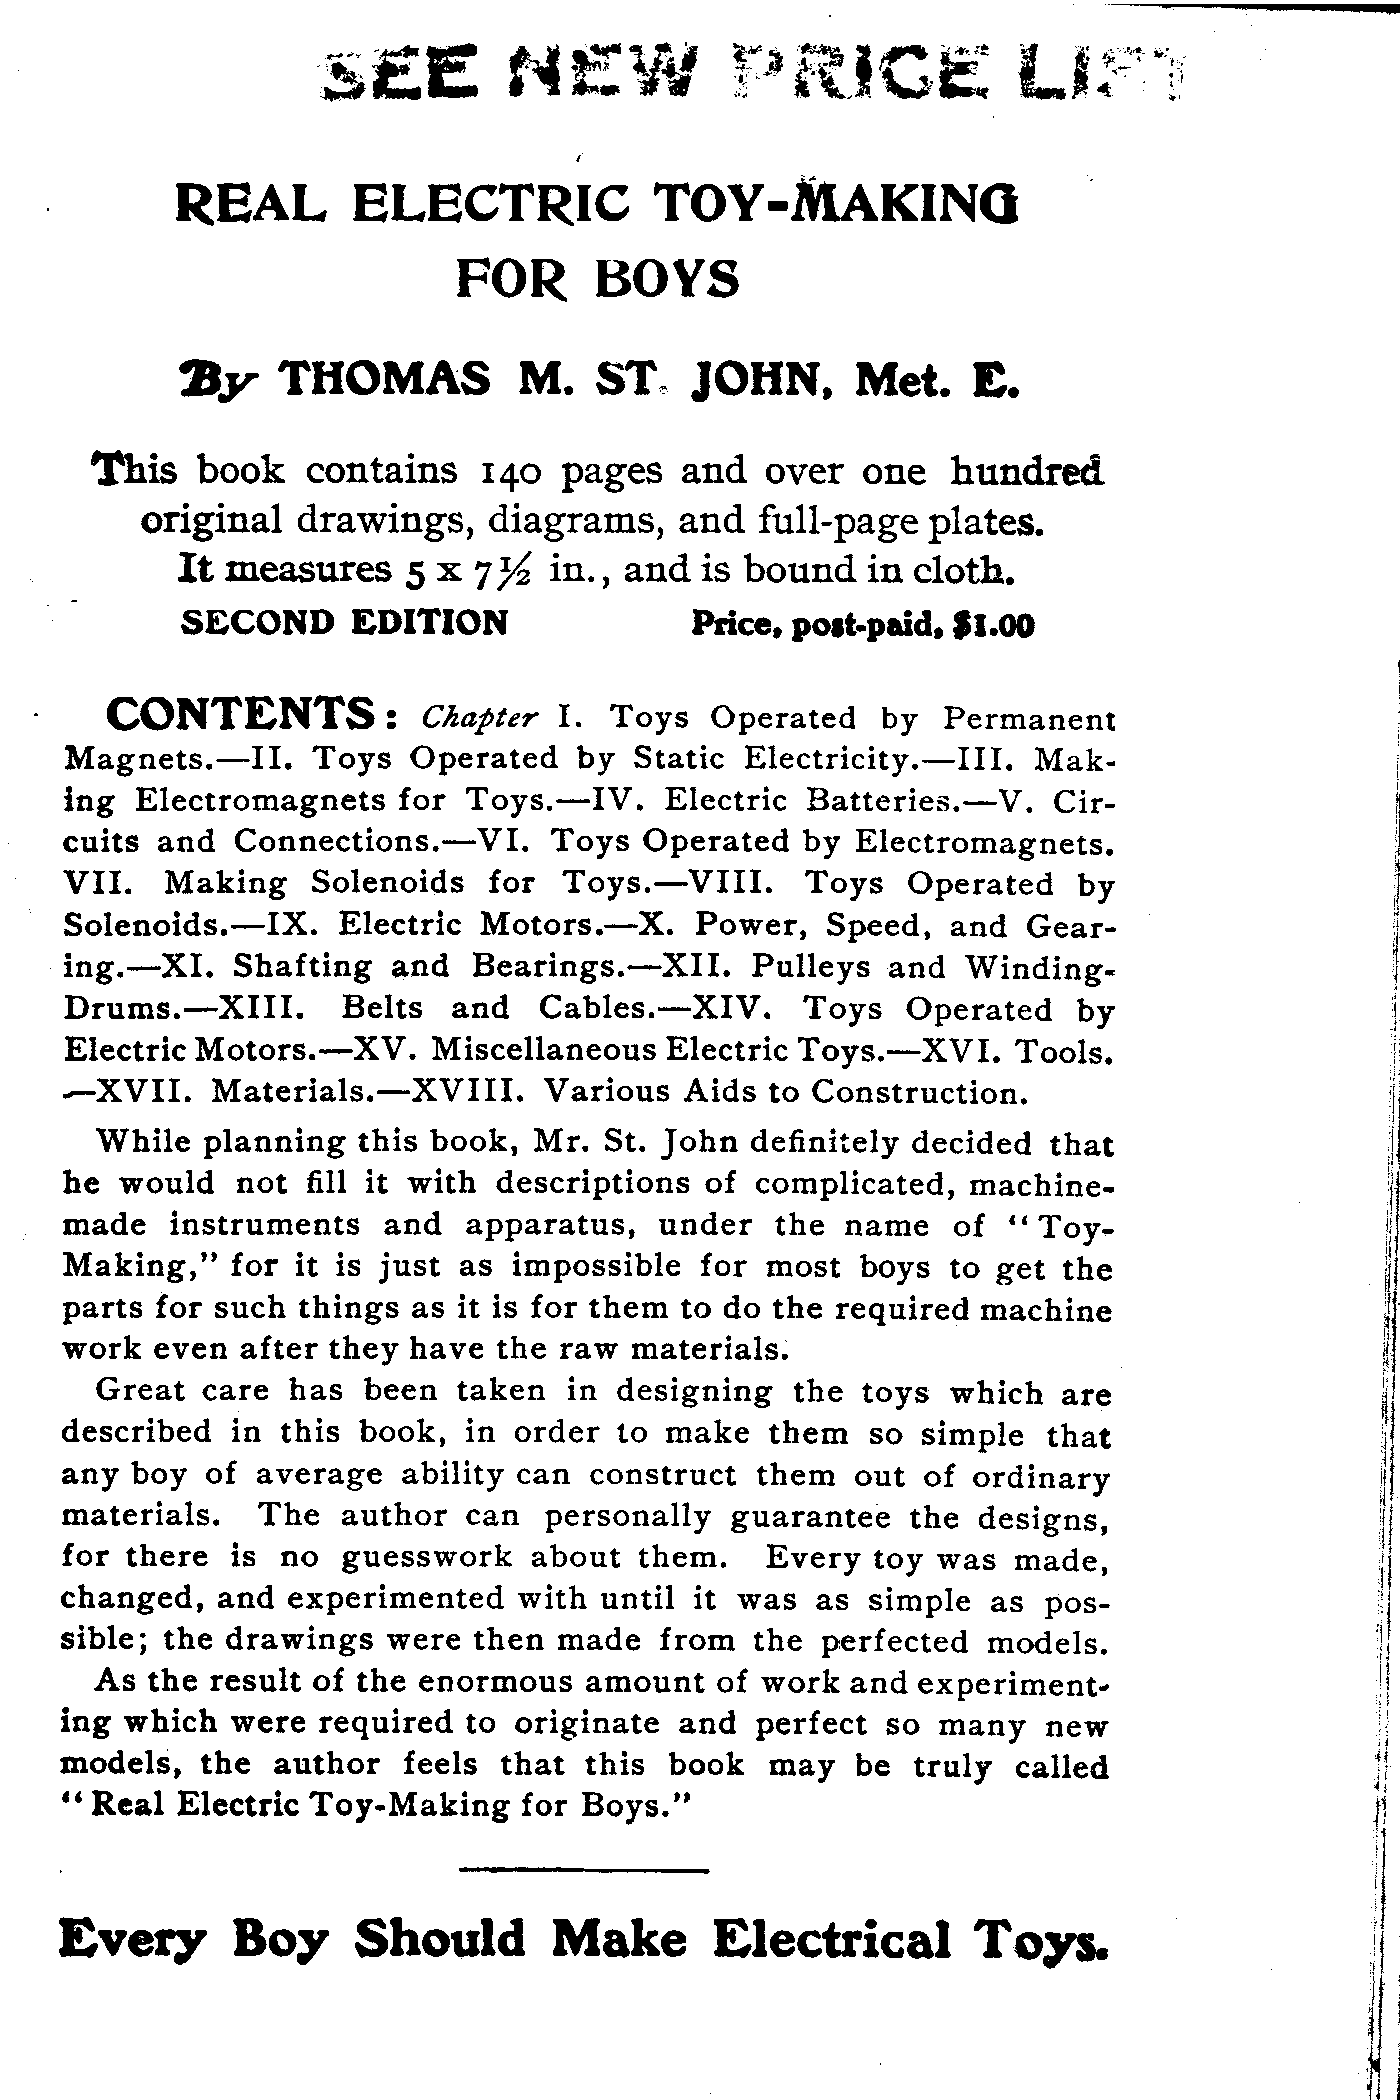 SEE NEW PRICE LIST
REAL ELECTRIC TOY-MAKING
FOR BOYS
By THOMAS M. ST. JOHN, Met. E.
This book contains 140 pages and over one hundred
original drawings, diagrams, and full-page plates.
It measures 5 x 7½ in., and is bound in cloth.
SECOND EDITION Price, post-paid, $1.00
CONTENTS: Chapter I. Toys Operated by Permanent
Magnets.—II. Toys Operated by Static Electricity.—III. Mak-
ing Electromagnets for Toys.—IV. Electric Batteries.—V. Cir-
cuits and Connections.—VI. Toys Operated by Electromagnets.
VII. Making Solenoids for Toys.—VIII. Toys Operated by
Solenoids.—IX. Electric Motors.—X. Power, Speed, and Gear-
ing.—XI. Shafting and Bearings.—XII. Pulleys and Winding-
Drums.—XIII. Belts and Cables.—XIV. Toys Operated by
Electric Motors.—XV. Miscellaneous Electric Toys.—XVI. Tools.
—XVII. Materials.—XVIII. Various Aids to Construction.
While planning this book, Mr. St. John definitely decided that
he would not fill it with descriptions of complicated, machine-
made instruments and apparatus, under the name of "Toy-
Making," for it is just as impossible for most boys to get the
parts for such things as it is for them to do the required machine
work even after they have the raw materials.
Great care has been taken in designing the toys which are
described in this book, in order to make them so simple that
any boy of average ability can construct them out of ordinary
materials. The author can personally guarantee the designs,
for there is no guesswork about them. Every toy was made,
changed, and experimented with until it was as simple as pos-
sible; the drawings were then made from the perfected models.
As the result of the enormous amount of work and experiment-
ing which were required to originate and perfect so many new
models, the author feels that this book may be truly called
"Real Electric Toy-Making for Boys."
Every Boy Should Make Electrical Toys.